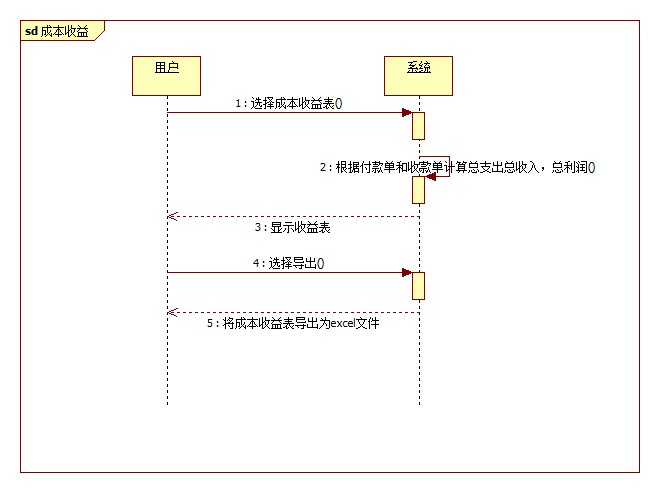 sd 成本收益
用户
系统
1 : 选择成本收益表()
2 : 根据付款单和收款单计算总支出总收入，总利润()
3 : 显示收益表
4 : 选择导出()
5 : 将成本收益表导出为excel文件